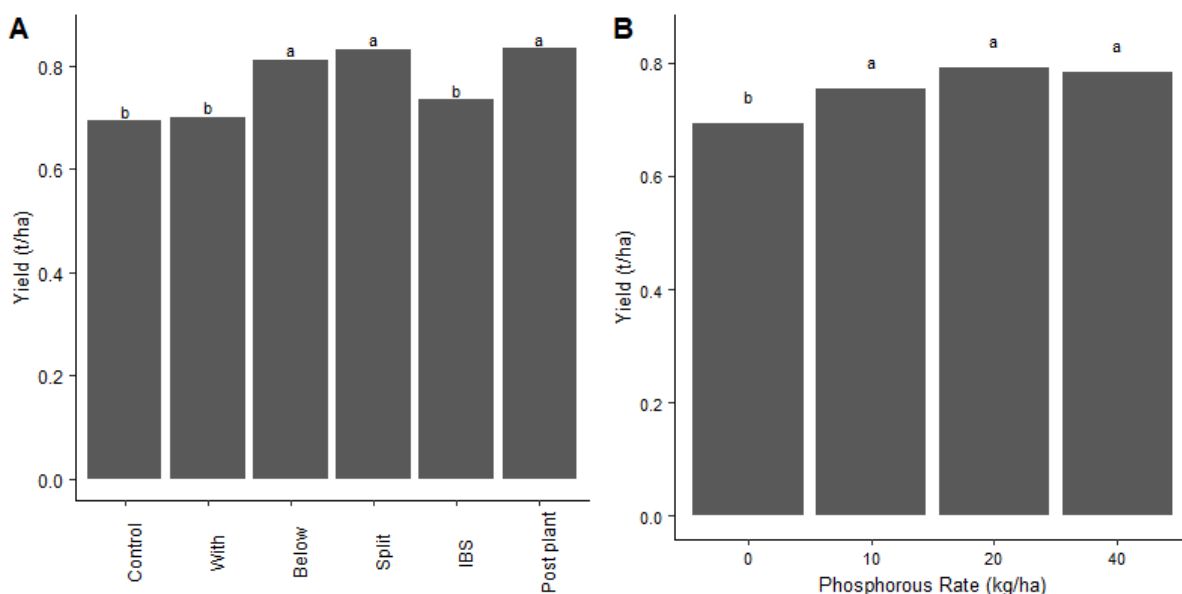 A
Yield (t/ha)
0.8
0.6
0.4
0.2
0.0
b
b
a
a
b
a
Control
With
Below
Split
IBS
Post plant
B
Yield (t/ha)
0.8
0.6
0.4
0.2
0.0
b
a
a
a
0
10
20
40
Phosphorous Rate (kg/ha)